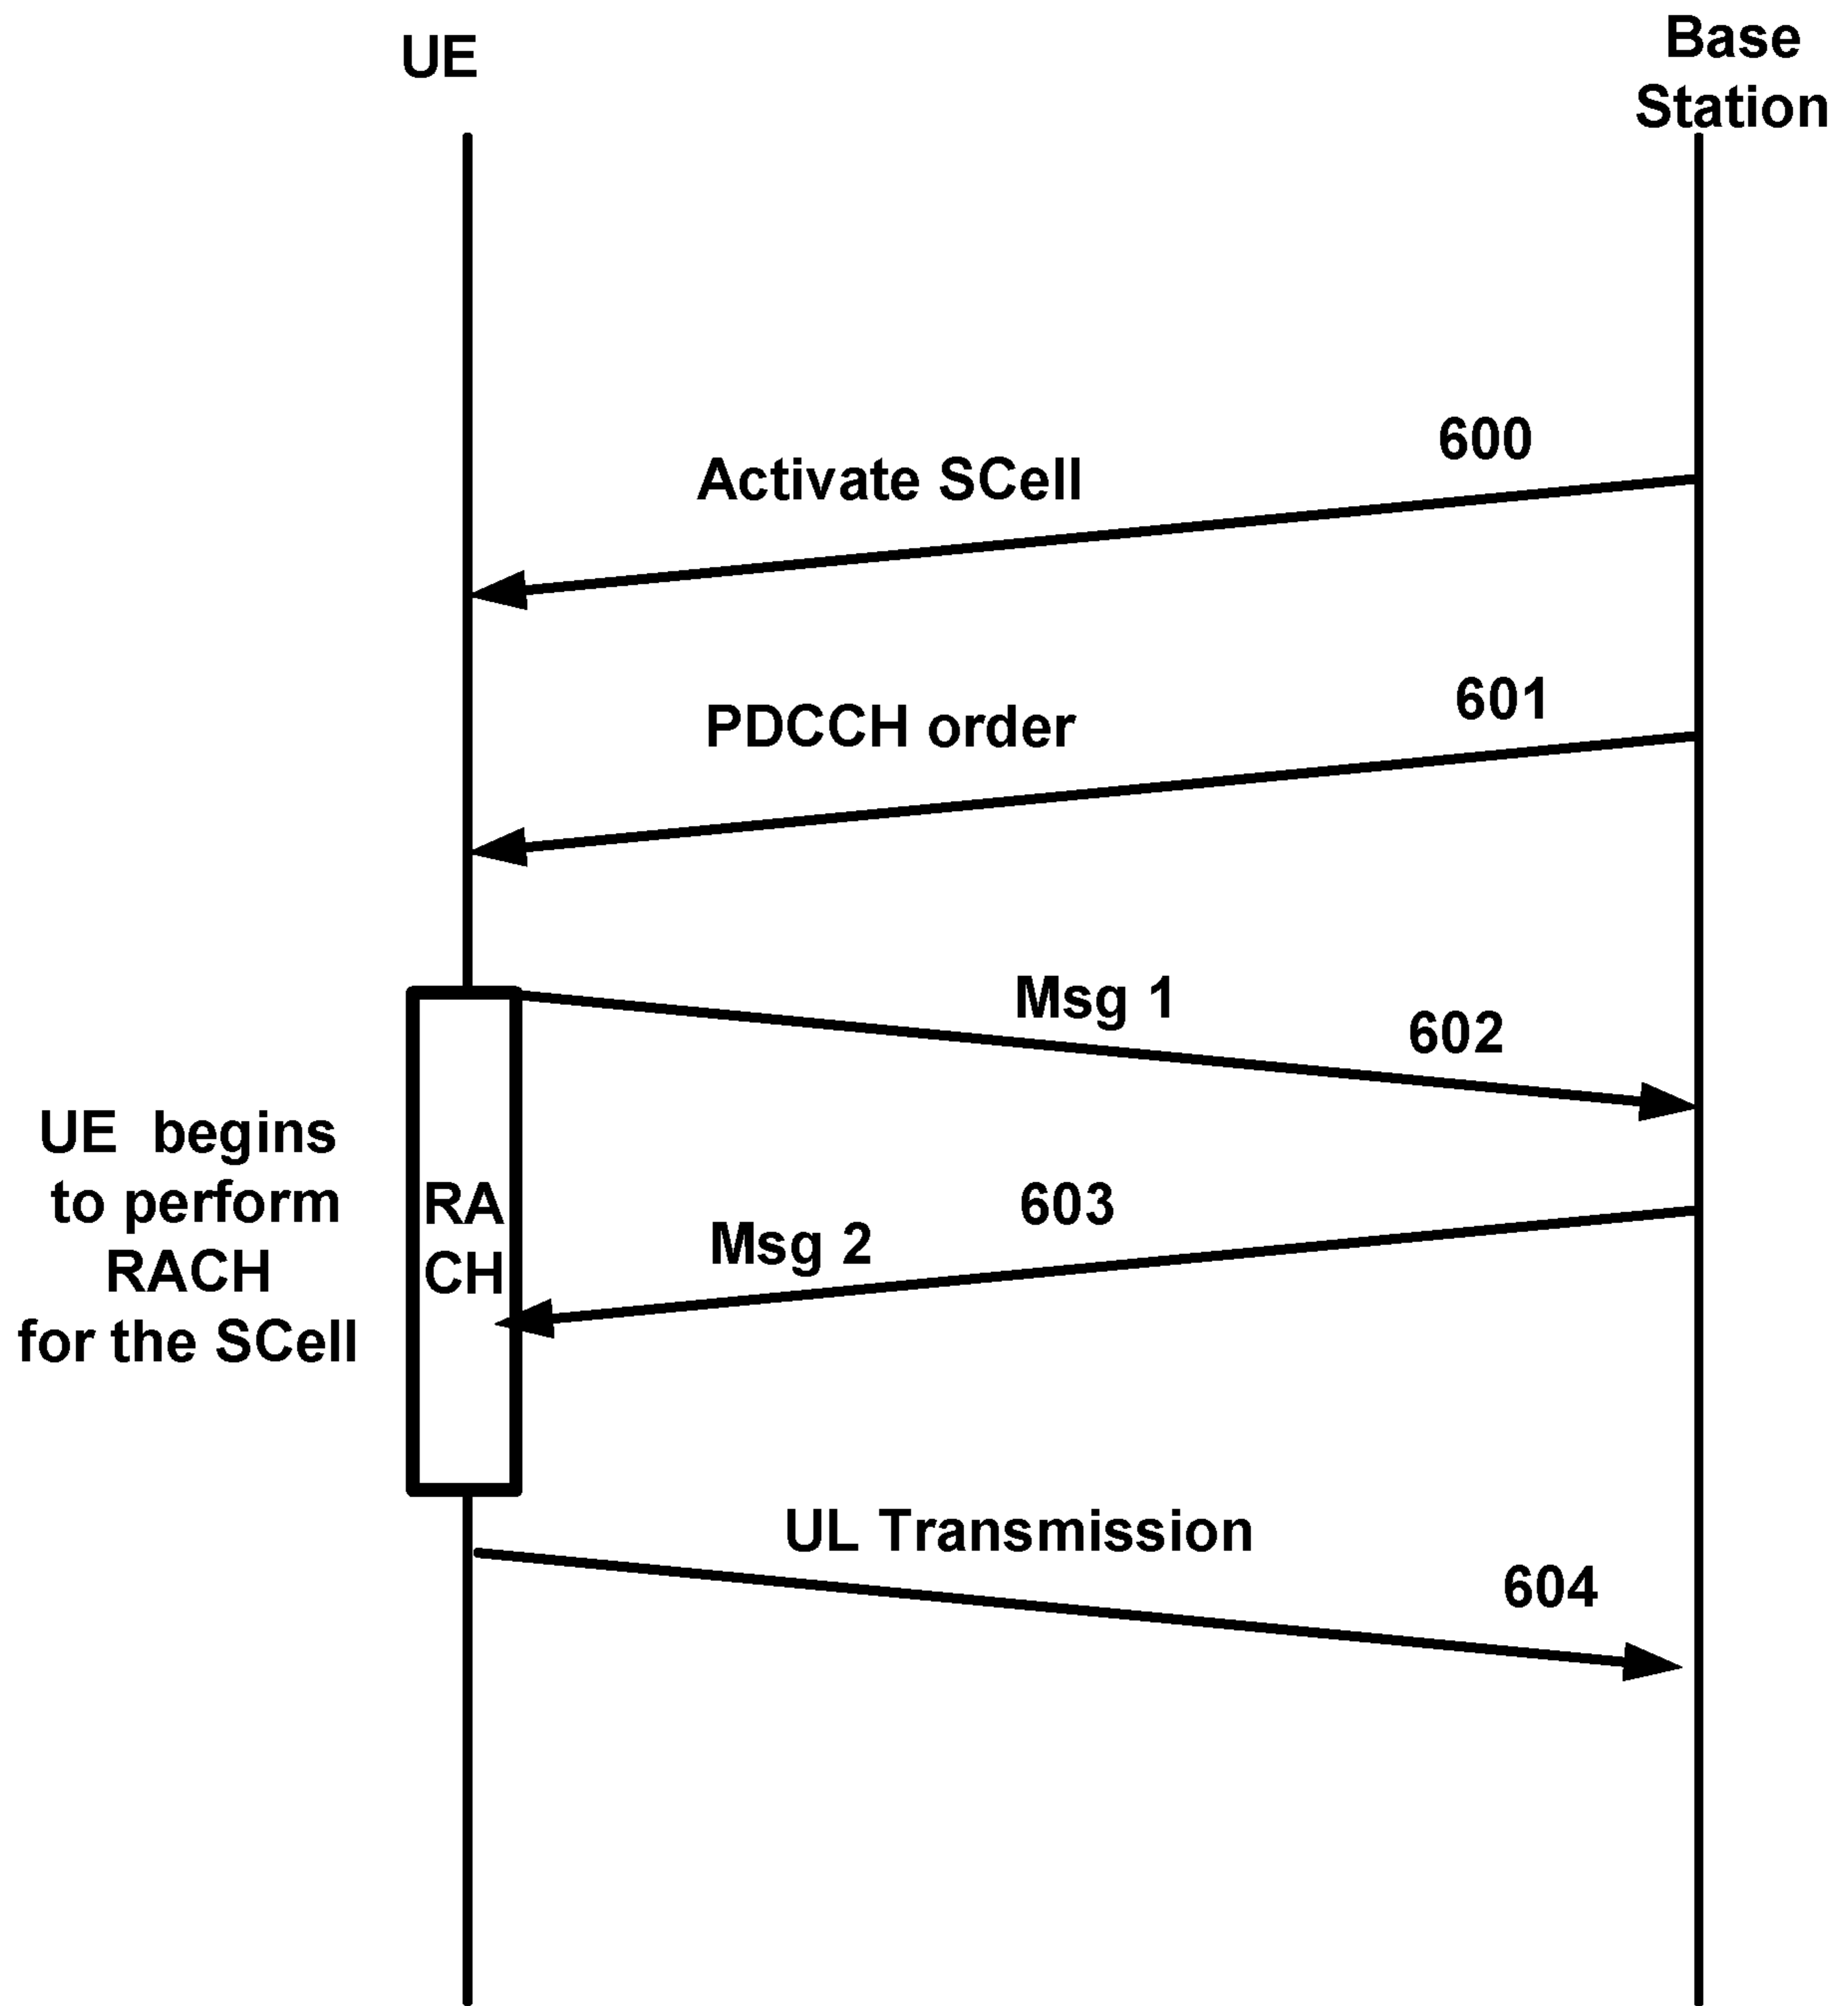 UE
Base
Station
600
Activate SCell
601
PDCCH order
Msg 1
602
UE begins
to perform
RACH
for the SCell
RA
CH
603
Msg 2
UL Transmission
604